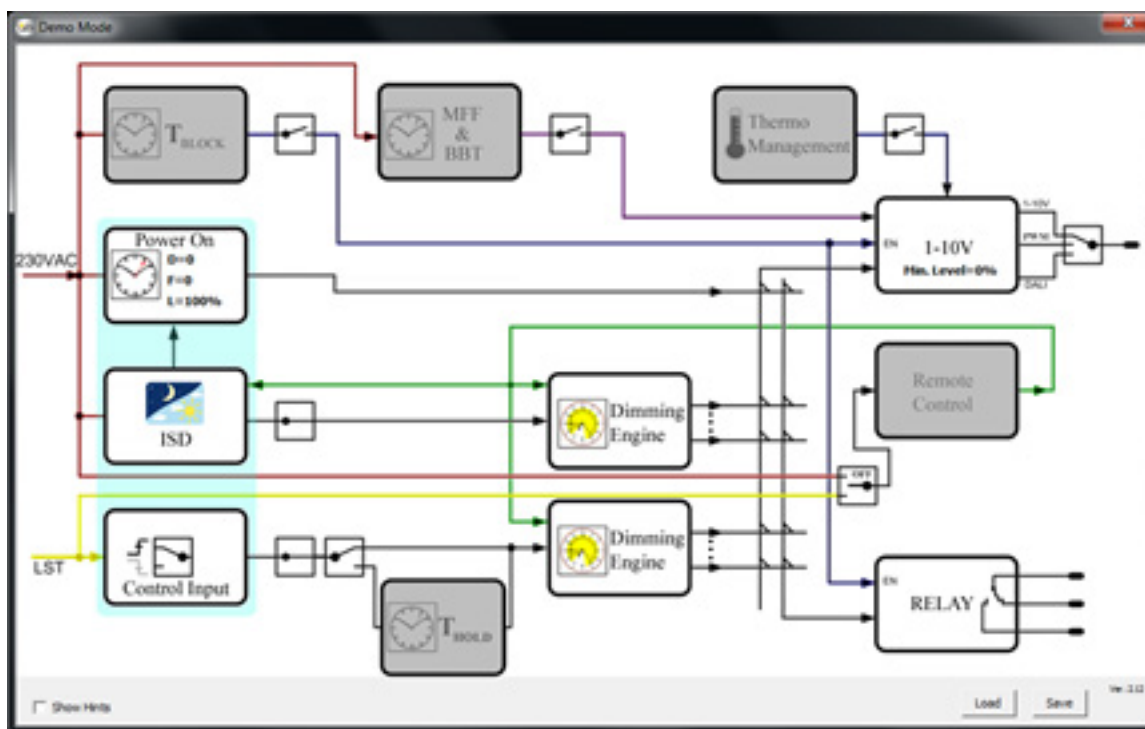 Demo Mode
T BLOCK
MFF
&
BBT
Thermo
Management
Power On
D=0
F=0
L=100%
230VAC
1-10V
PWM
DALI
EN
1-10V
Min. Level=0%
ISD
Dimming
Engine
Remote
Control
OFF
LST
Control Input
Dimming
Engine
T HOLD
EN
RELAY
Show Hints
Load
Save